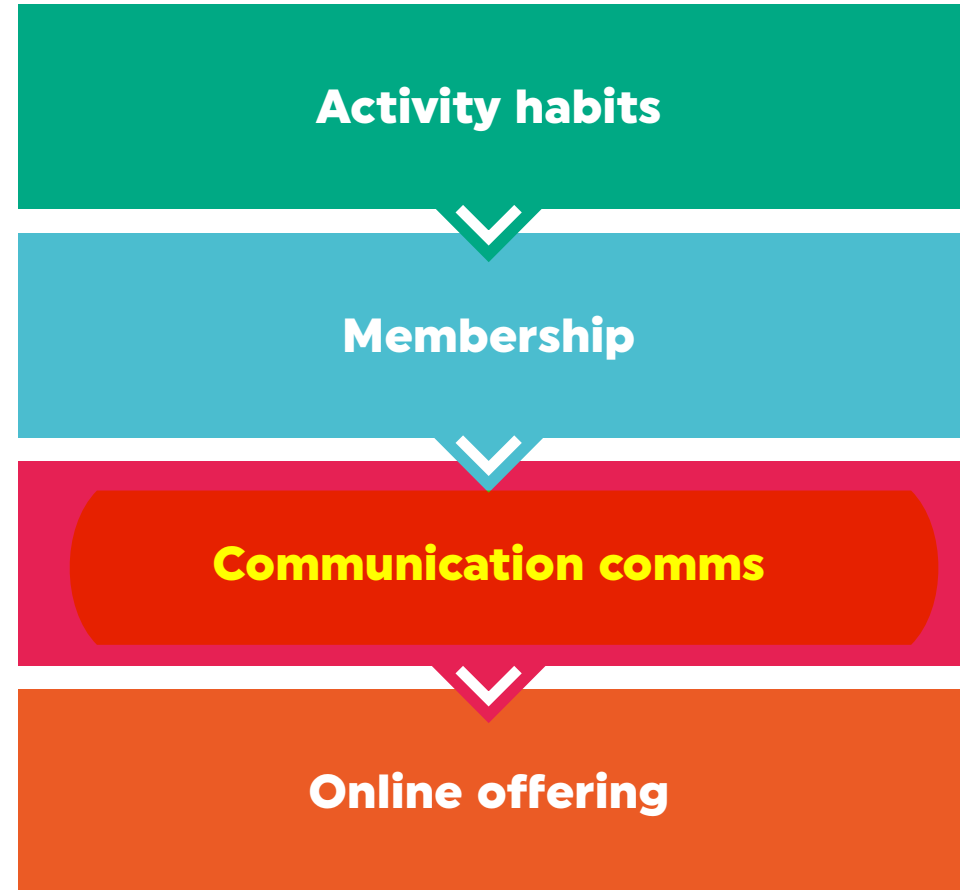 Activity habits
Membership
Communication comms
Online offering